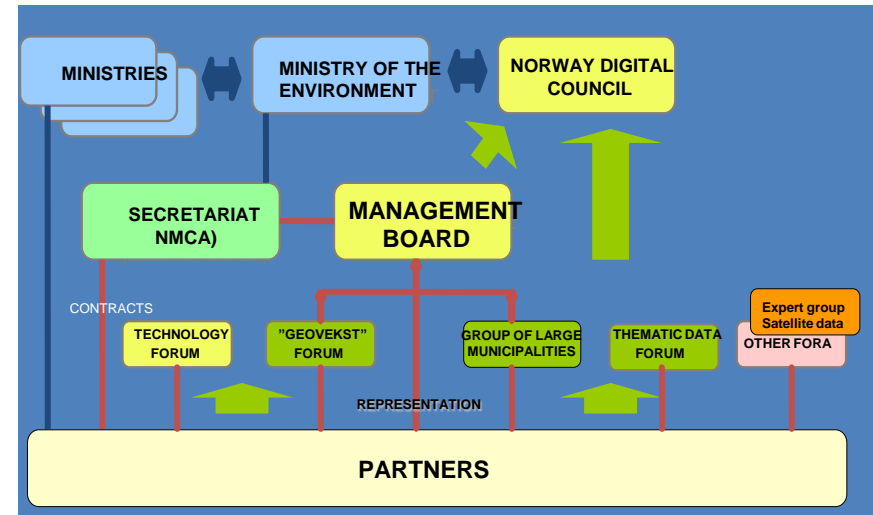 MINISTRIES
MINISTRY OF THE
ENVIRONMENT
NORWAY DIGITAL
COUNCIL
SECRETARIAT
NMCA)
MANAGEMENT
BOARD
CONTRACTS
TECHNOLOGY
FORUM
”GEOVEKST”
FORUM
GROUP OF LARGE
MUNICIPALITIES
THEMATIC DATA
FORUM
Expert group
Satellite data
OTHER FORA
REPRESENTATION
PARTNERS